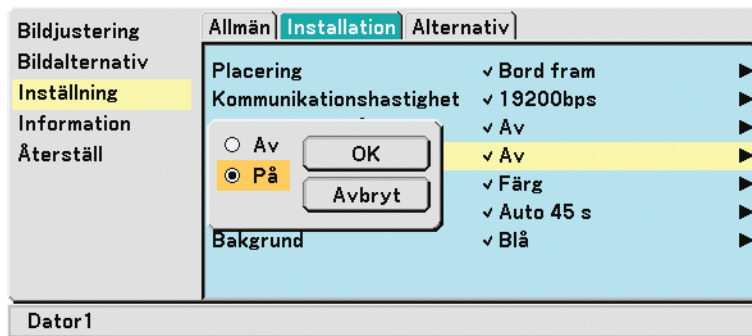 Bildjustering
Bildalternativ
Inställning
Information
Återställ
Allmän Installation Alternativ
Placering ✓ Bord fram
Kommunikationshastighet ✓ 19200bps
✓ Av
✓ Av
✓ Färg
✓ Auto 45 s
Bakgrund ✓ Blå
Av
På
OK
Avbryt
Dator1